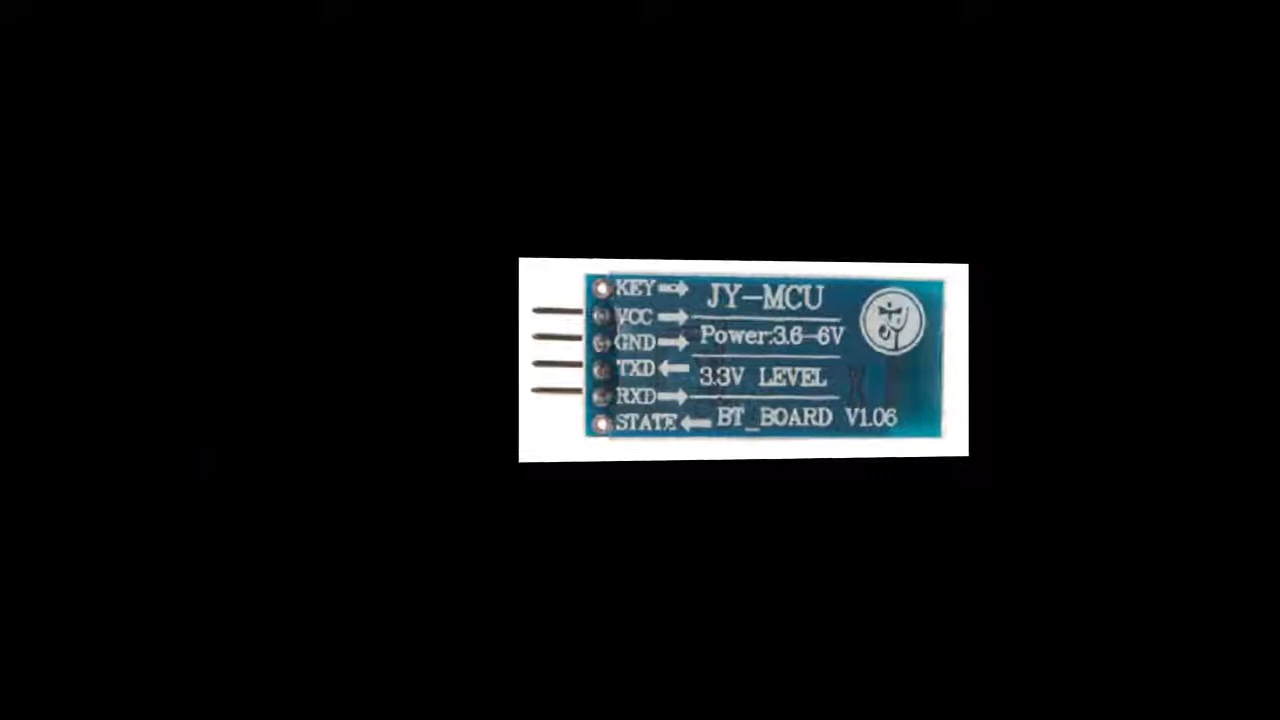 KEY
VCC
GND
TXD
RXD
STATE
JY-MCU
Power:3.6-6V
3.3V LEVEL
BT_BOARD V1.06